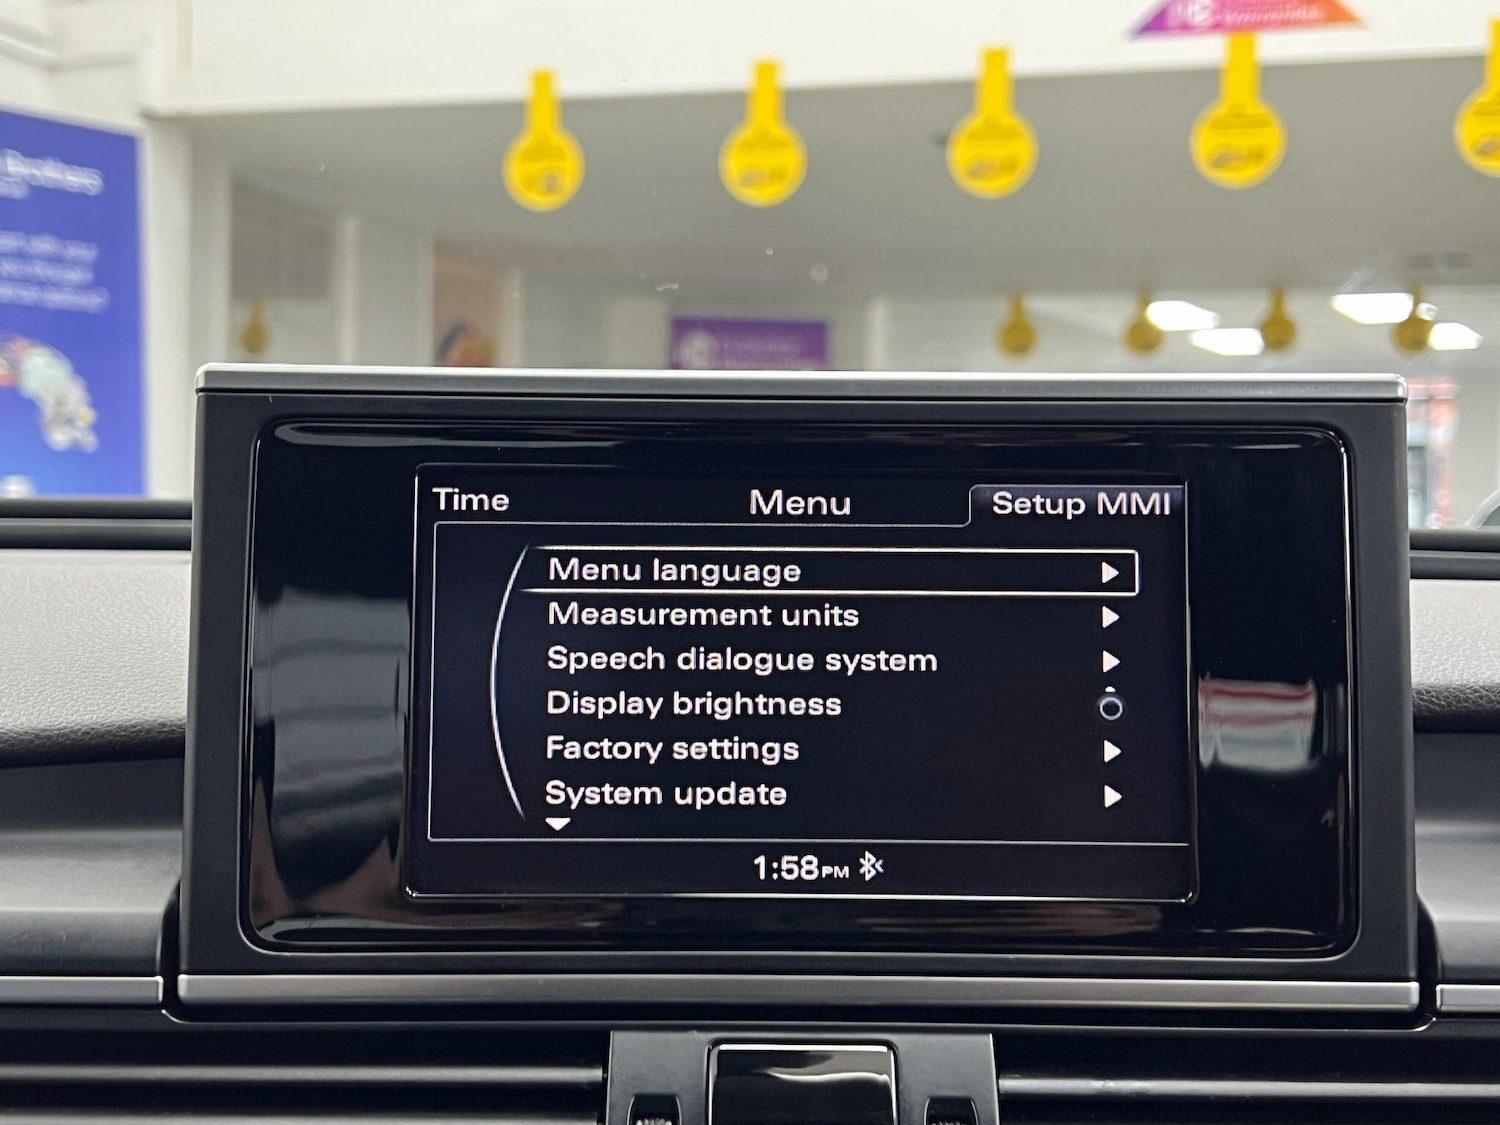 Time
Menu
Setup MMI
Menu language
Measurement units
Speech dialogue system
Display brightness
Factory settings
System update
1:58PM